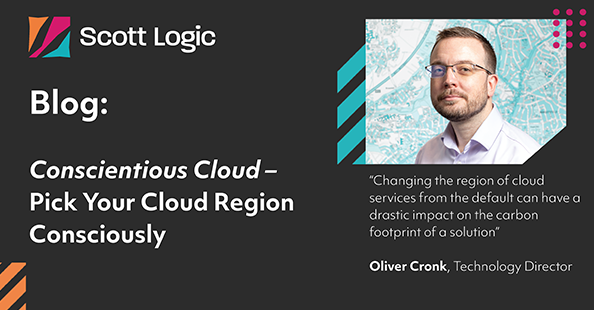 Scott Logic
Blog:
Conscientious Cloud –
Pick Your Cloud Region
Consciously
“Changing the region of cloud
services from the default can have a
drastic impact on the carbon
footprint of a solution”
Oliver Cronk, Technology Director